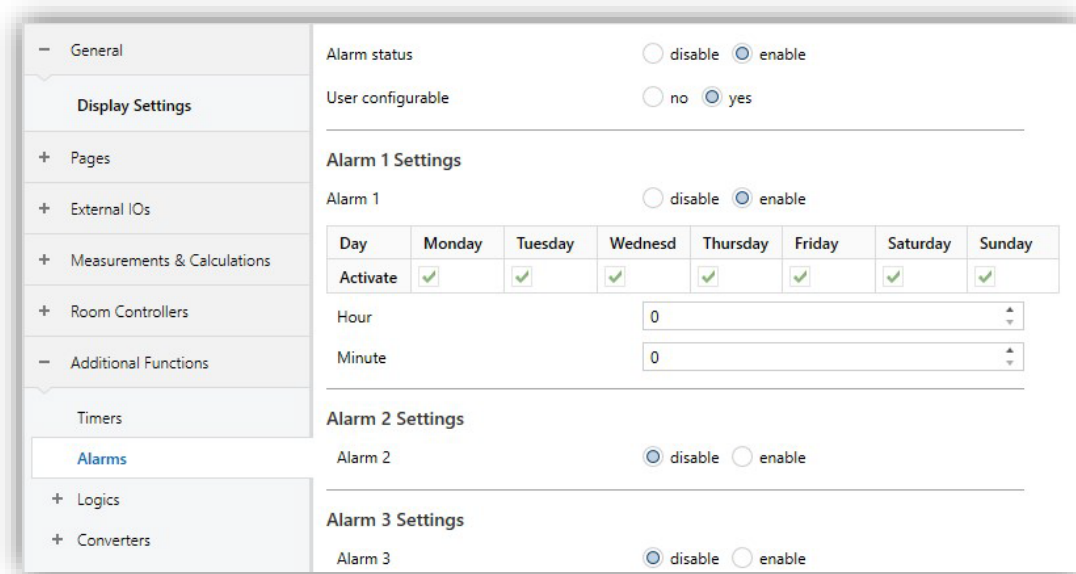 General
Display Settings
Pages
External IOs
Measurements & Calculations
Room Controllers
Additional Functions
Timers
Alarms
Logics
Converters
Alarm status disable enable
User configurable no yes
Alarm 1 Settings
Alarm 1 disable enable
Day Monday Tuesday Wednesd Thursday Friday Saturday Sunday
Activate
Hour 0
Minute 0
Alarm 2 Settings
Alarm 2 disable enable
Alarm 3 Settings
Alarm 3 disable enable